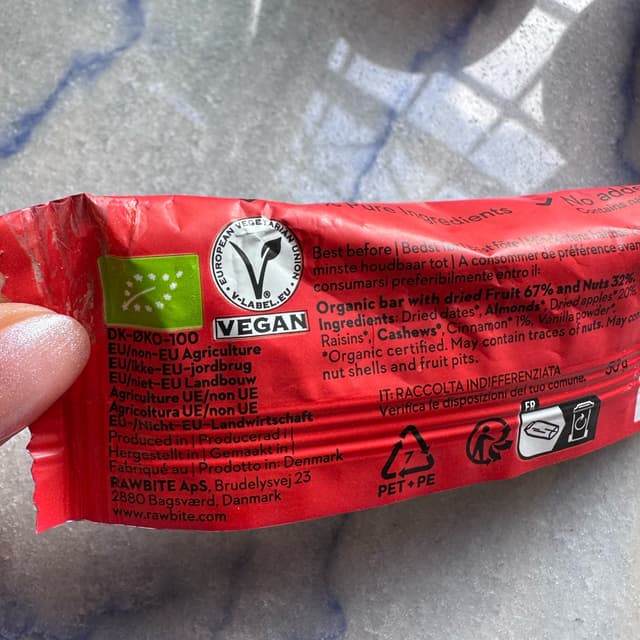 Pure Ingredients
No
EUROPEAN VEGETARIAN UNION
• V-LABEL.EU •
VEGAN
DK-ØKO-100
EU/non-EU Agriculture
EU/ikke-EU-jordbrug
EU/niet-EU Landbouw
Agriculture UE/non UE
Agricoltura UE/non UE
EU-/Nicht-EU-Landwirtschaft
Produced in | Produceret i |
Hergestellt in | Gemaakt in |
Fabriqué au | Prodotto in: Denmark
RAWBITE ApS, Brudelysvej 23
2880 Bagsværd, Danmark
www.rawbite.com
Best before |
minste houdbaar tot | A consommer de préférence
consumarsi preferibilmente entro il:
Organic bar with dried Fruit 67% and Nuts 32%
Ingredients: Dried dates*, Almonds*, Dried apples* 20%,
Raisins*, Cashews*, Cinnamon* 1%, Vanilla powder*.
*Organic certified. May contain traces of nuts. May
nut shells and fruit pits.
IT: RACCOLTA INDIFFERENZIATA
Verifica le disposizioni del tuo comune.
FR
7
PET+PE